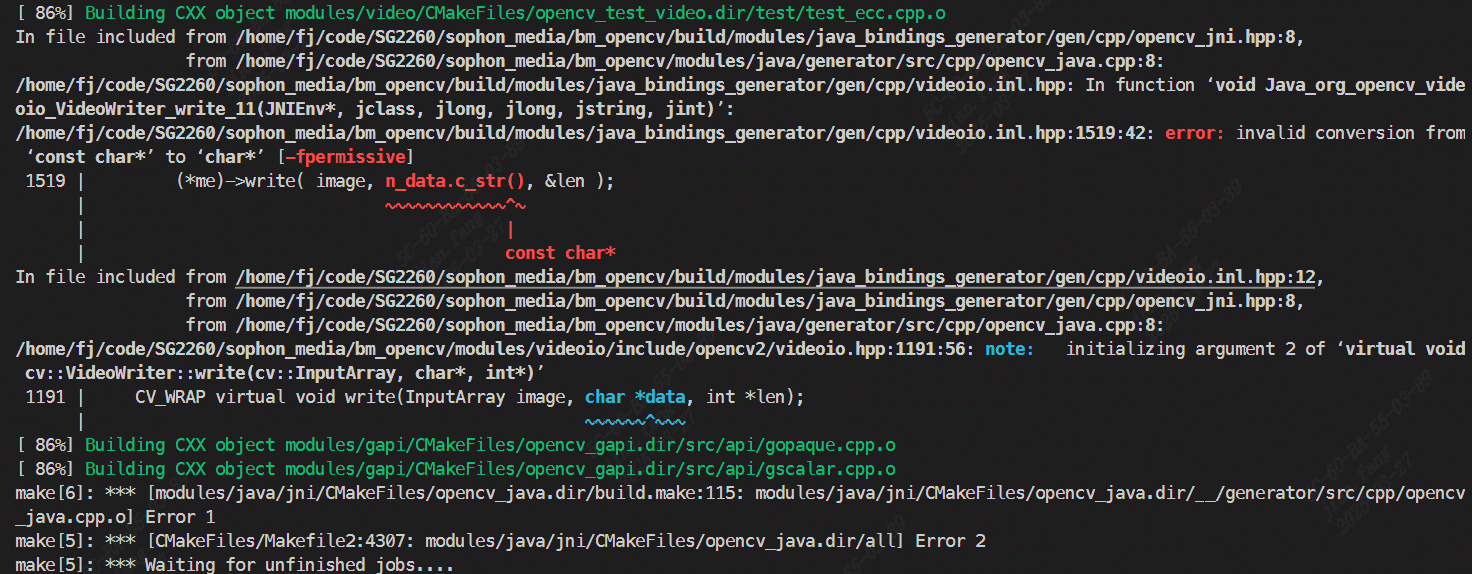 [ 86%] Building CXX object modules/video/CMakeFiles/opencv_test_video.dir/test/test_ecc.cpp.o
In file included from /home/fj/code/SG2260/sophon_media/bm_opencv/build/modules/java_bindings_generator/gen/cpp/opencv_jni.hpp:8,
                 from /home/fj/code/SG2260/sophon_media/bm_opencv/modules/java/generator/src/cpp/opencv_java.cpp:8:
/home/fj/code/SG2260/sophon_media/bm_opencv/build/modules/java_bindings_generator/gen/cpp/videoio.inl.hpp: In function ‘void Java_org_opencv_vide
oio_VideoWriter_write_11(JNIEnv*, jclass, jlong, jlong, jstring, jint)’:
/home/fj/code/SG2260/sophon_media/bm_opencv/build/modules/java_bindings_generator/gen/cpp/videoio.inl.hpp:1519:42: error: invalid conversion from
 ‘const char*’ to ‘char*’ [-fpermissive]
 1519 |         (*me)->write( image, n_data.c_str(), &len );
      |                              ~~~~~~~~~~~~^~
      |                                          |
      |                                          const char*
In file included from /home/fj/code/SG2260/sophon_media/bm_opencv/build/modules/java_bindings_generator/gen/cpp/videoio.inl.hpp:12,
                 from /home/fj/code/SG2260/sophon_media/bm_opencv/build/modules/java_bindings_generator/gen/cpp/opencv_jni.hpp:8,
                 from /home/fj/code/SG2260/sophon_media/bm_opencv/modules/java/generator/src/cpp/opencv_java.cpp:8:
/home/fj/code/SG2260/sophon_media/bm_opencv/modules/videoio/include/opencv2/videoio.hpp:1191:56: note:   initializing argument 2 of ‘virtual void
 cv::VideoWriter::write(cv::InputArray, char*, int*)’
 1191 |     CV_WRAP virtual void write(InputArray image, char *data, int *len);
      |                                                  ~~~~~~^~~~
[ 86%] Building CXX object modules/gapi/CMakeFiles/opencv_gapi.dir/src/api/gopaque.cpp.o
[ 86%] Building CXX object modules/gapi/CMakeFiles/opencv_gapi.dir/src/api/gscalar.cpp.o
make[6]: *** [modules/java/jni/CMakeFiles/opencv_java.dir/build.make:115: modules/java/jni/CMakeFiles/opencv_java.dir/__/generator/src/cpp/opencv
_java.cpp.o] Error 1
make[5]: *** [CMakeFiles/Makefile2:4307: modules/java/jni/CMakeFiles/opencv_java.dir/all] Error 2
make[5]: *** Waiting for unfinished jobs....